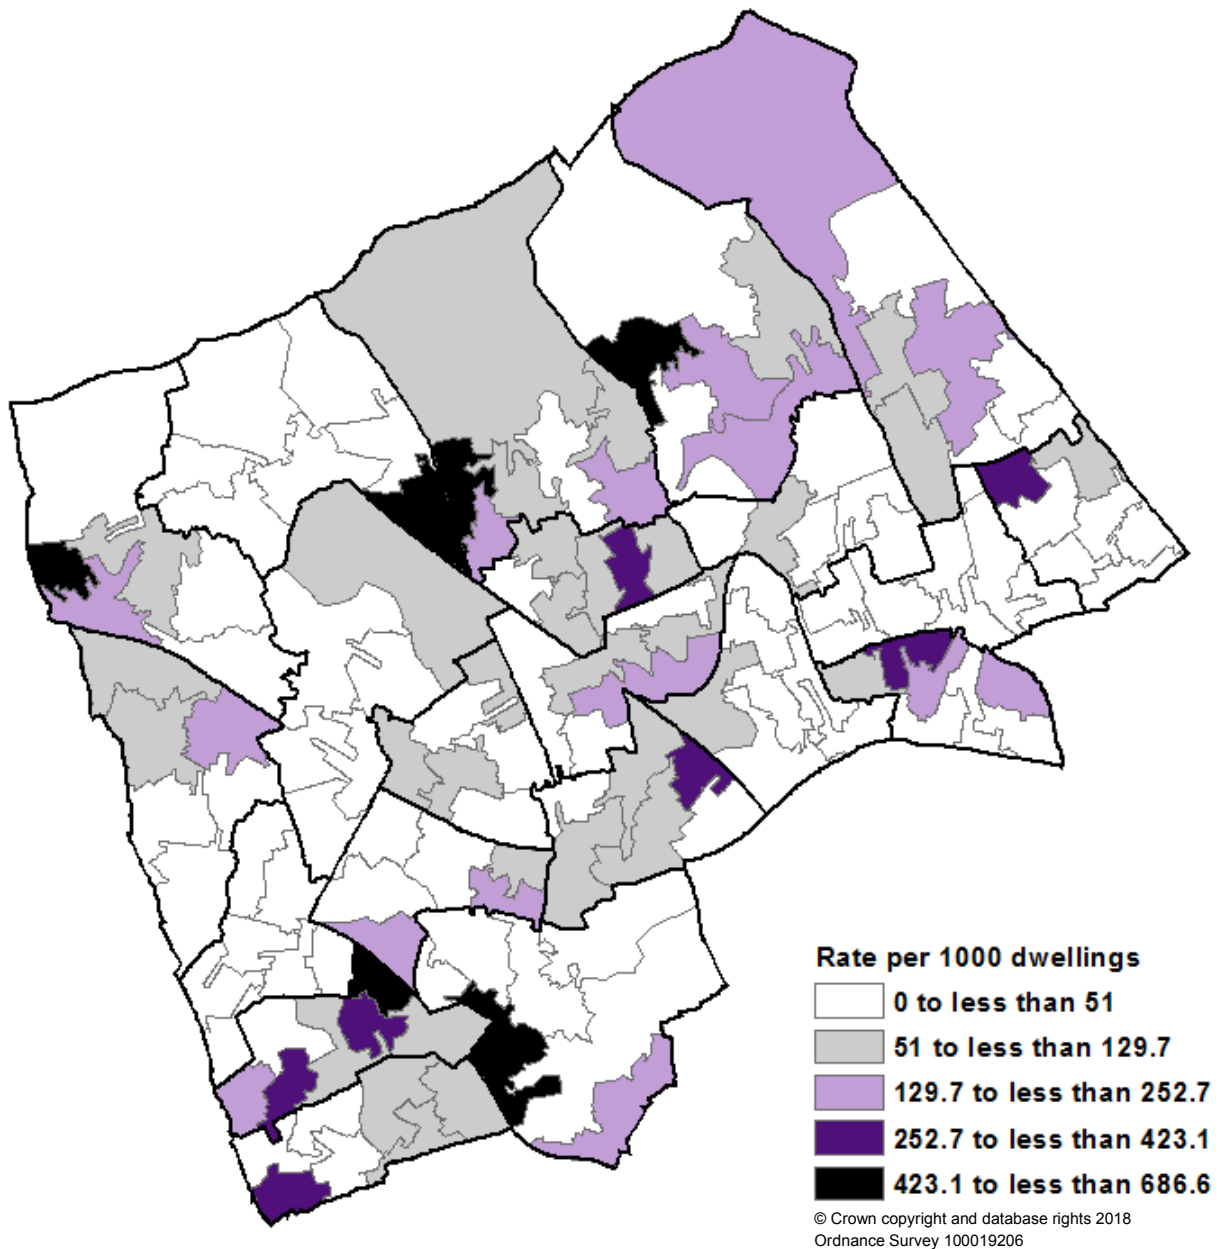 Rate per 1000 dwellings
0 to less than 51
51 to less than 129.7
129.7 to less than 252.7
252.7 to less than 423.1
423.1 to less than 686.6
© Crown copyright and database rights 2018
Ordnance Survey 100019206